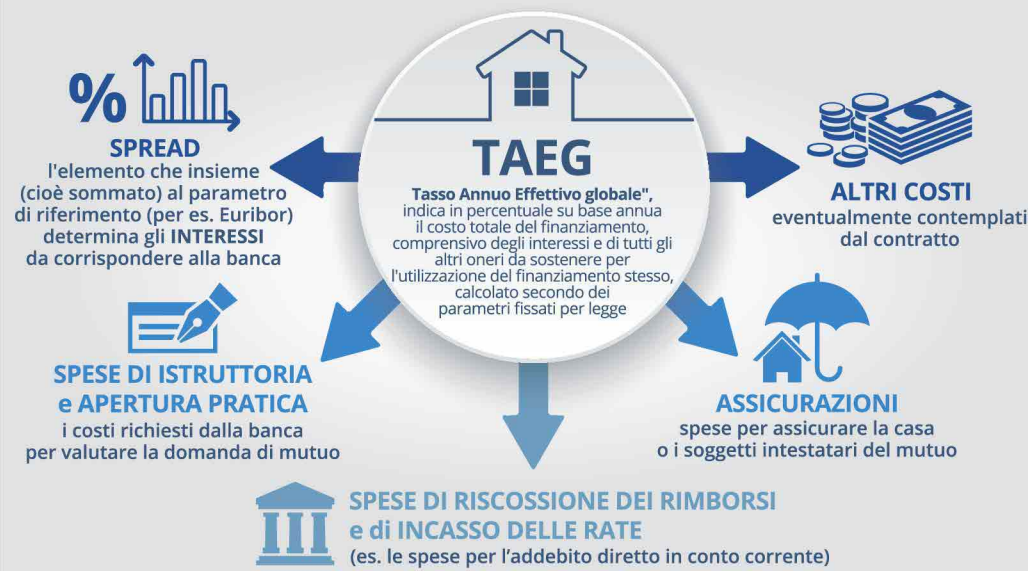 TAEG
Tasso Annuo Effettivo globale",
indica in percentuale su base annua
il costo totale del finanziamento,
comprensivo degli interessi e di tutti gli
altri oneri da sostenere per
l'utilizzazione del finanziamento stesso,
calcolato secondo dei
parametri fissati per legge
%
SPREAD
l'elemento che insieme
(cioè sommato) al parametro
di riferimento (per es. Euribor)
determina gli INTERESSI
da corrispondere alla banca
ALTRI COSTI
eventualmente contemplati
dal contratto
SPESE DI ISTRUTTORIA
e APERTURA PRATICA
i costi richiesti dalla banca
per valutare la domanda di mutuo
ASSICURAZIONI
spese per assicurare la casa
o i soggetti intestatari del mutuo
SPESE DI RISCOSSIONE DEI RIMBORSI
e di INCASSO DELLE RATE
(es. le spese per l'addebito diretto in conto corrente)